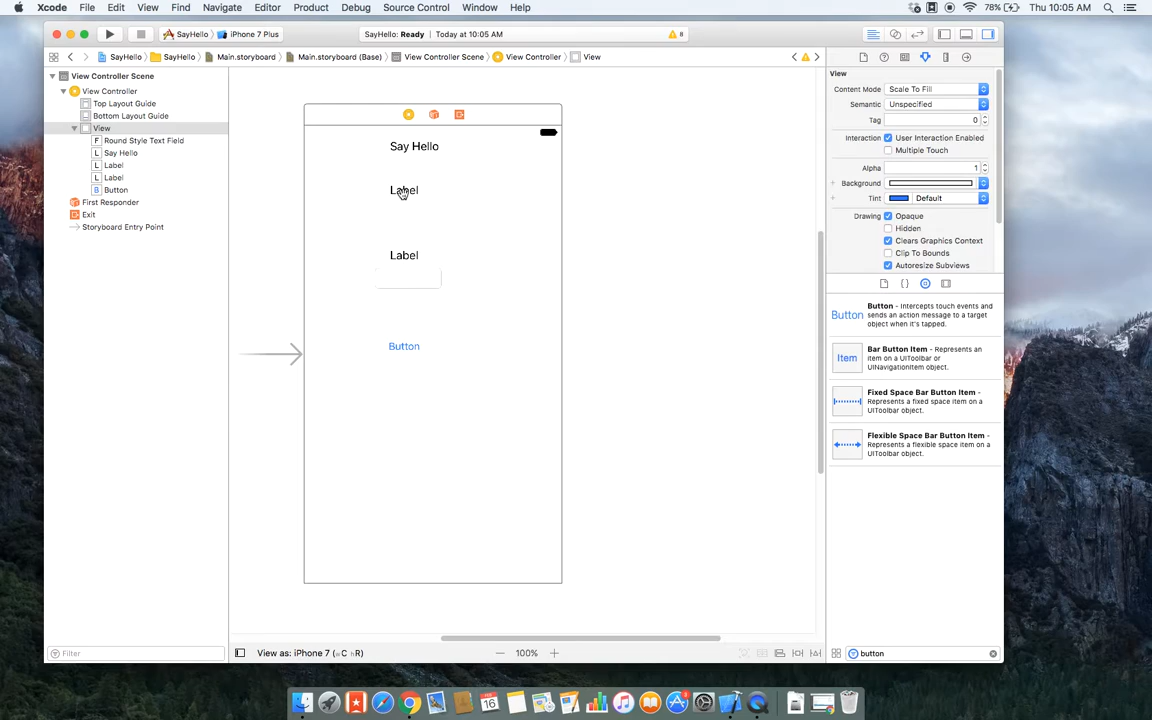 Xcode File Edit View Find Navigate Editor Product Debug Source Control Window Help 78% Thu 10:05 AM
SayHello iPhone 7 Plus SayHello: Ready Today at 10:05 AM 8
SayHello SayHello Main.storyboard Main.storyboard (Base) View Controller Scene View Controller View
View Controller Scene
View Controller
Top Layout Guide
Bottom Layout Guide
View
F Round Style Text Field
L Say Hello
L Label
L Label
B Button
First Responder
Exit
Storyboard Entry Point
Filter
Say Hello
Label
Label
Button
View as: iPhone 7 (wC hR)
100%
View
Content Mode Scale To Fill
Semantic Unspecified
Tag 0
Interaction User Interaction Enabled
Multiple Touch
Alpha 1
Background
Tint Default
Drawing Opaque
Hidden
Clears Graphics Context
Clip To Bounds
Autoresize Subviews
{ }
Button
Button - Intercepts touch events and
sends an action message to a target
object when it's tapped.
Item
Bar Button Item - Represents an
item on a UIToolbar or
UINavigationItem object.
Fixed Space Bar Button Item -
Represents a fixed space item on a
UIToolbar object.
Flexible Space Bar Button Item -
Represents a flexible space item on a
UIToolbar object.
button
16